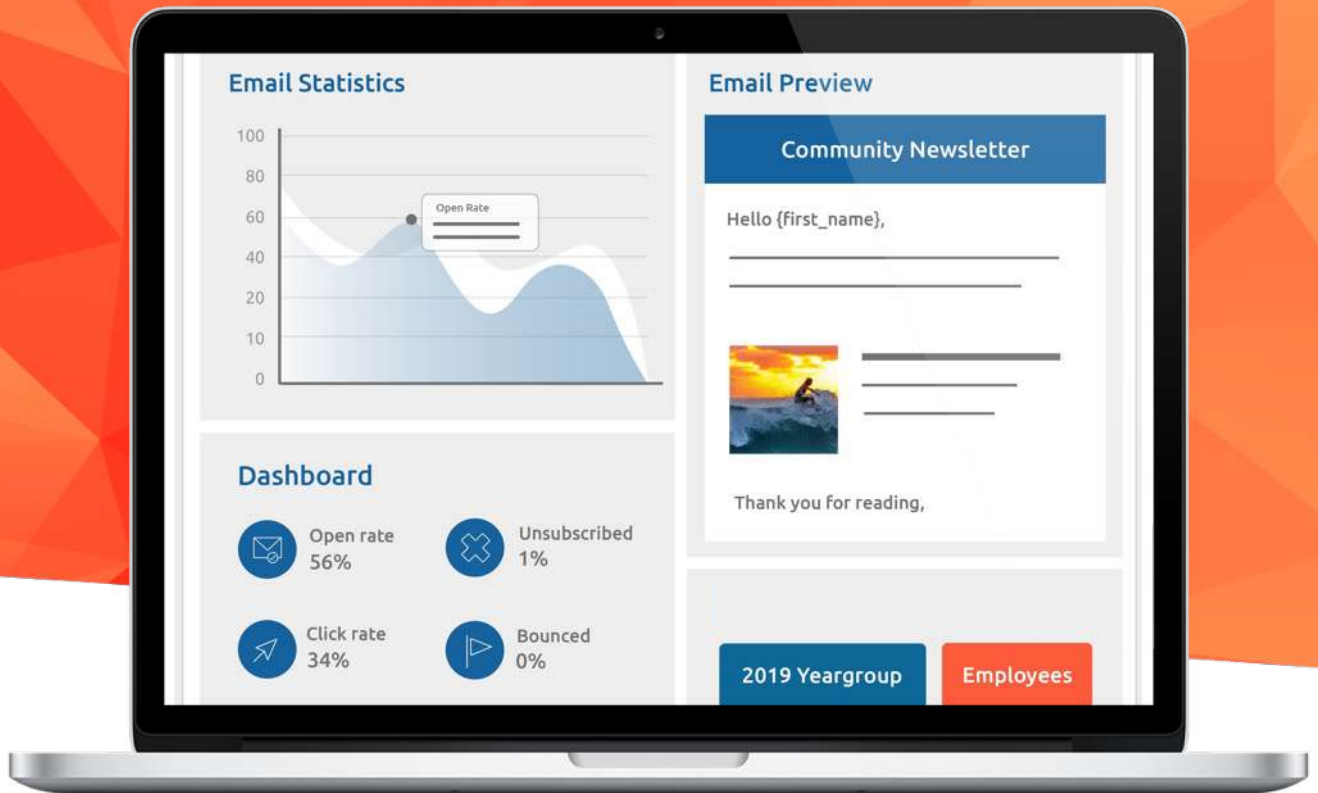 Email Statistics
100
80
60
40
20
10
0
Open Rate
Dashboard
Open rate
56%
Unsubscribed
1%
Click rate
34%
Bounced
0%
Email Preview
Community Newsletter
Hello {first_name},
Thank you for reading,
2019 Yeargroup
Employees